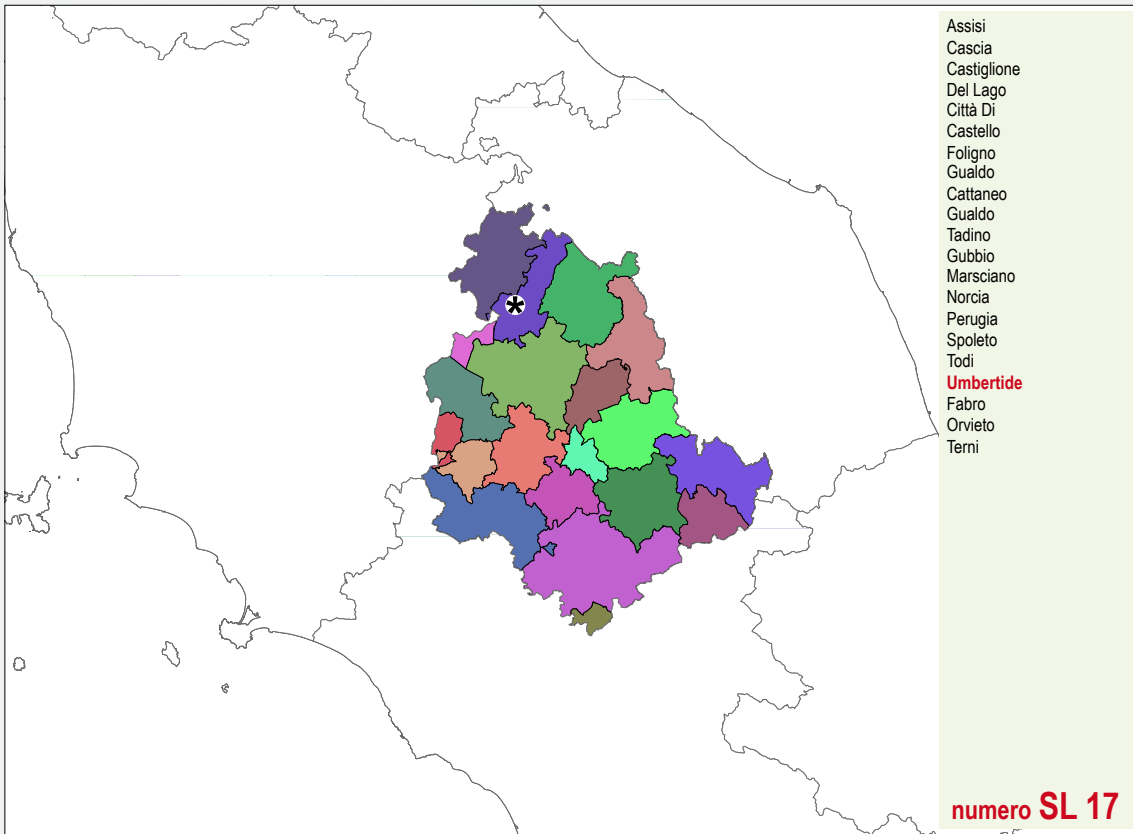 Assisi
Cascia
Castiglione
Del Lago
Città Di
Castello
Foligno
Gualdo
Cattaneo
Gualdo
Tadino
Gubbio
Marsciano
Norcia
Perugia
Spoleto
Todi
Umbertide
Fabro
Orvieto
Terni
numero SL 17